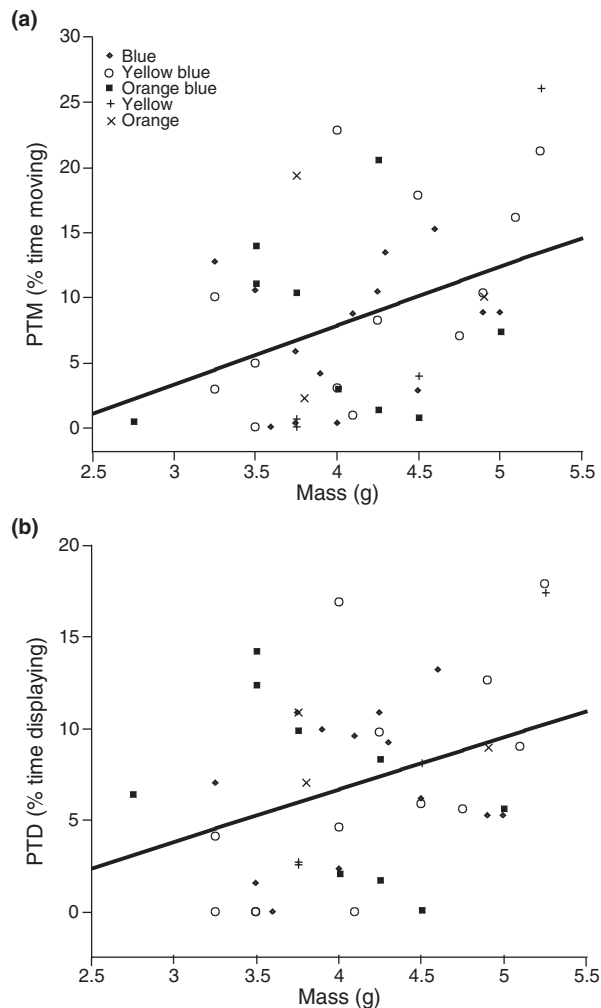 (a)
30
25
20
15
10
5
0
PTM (% time moving)
Blue
Yellow blue
Orange blue
Yellow
Orange
2.5 3 3.5 4 4.5 5 5.5
Mass (g)
(b)
20
15
10
5
0
PTD (% time displaying)
2.5 3 3.5 4 4.5 5 5.5
Mass (g)